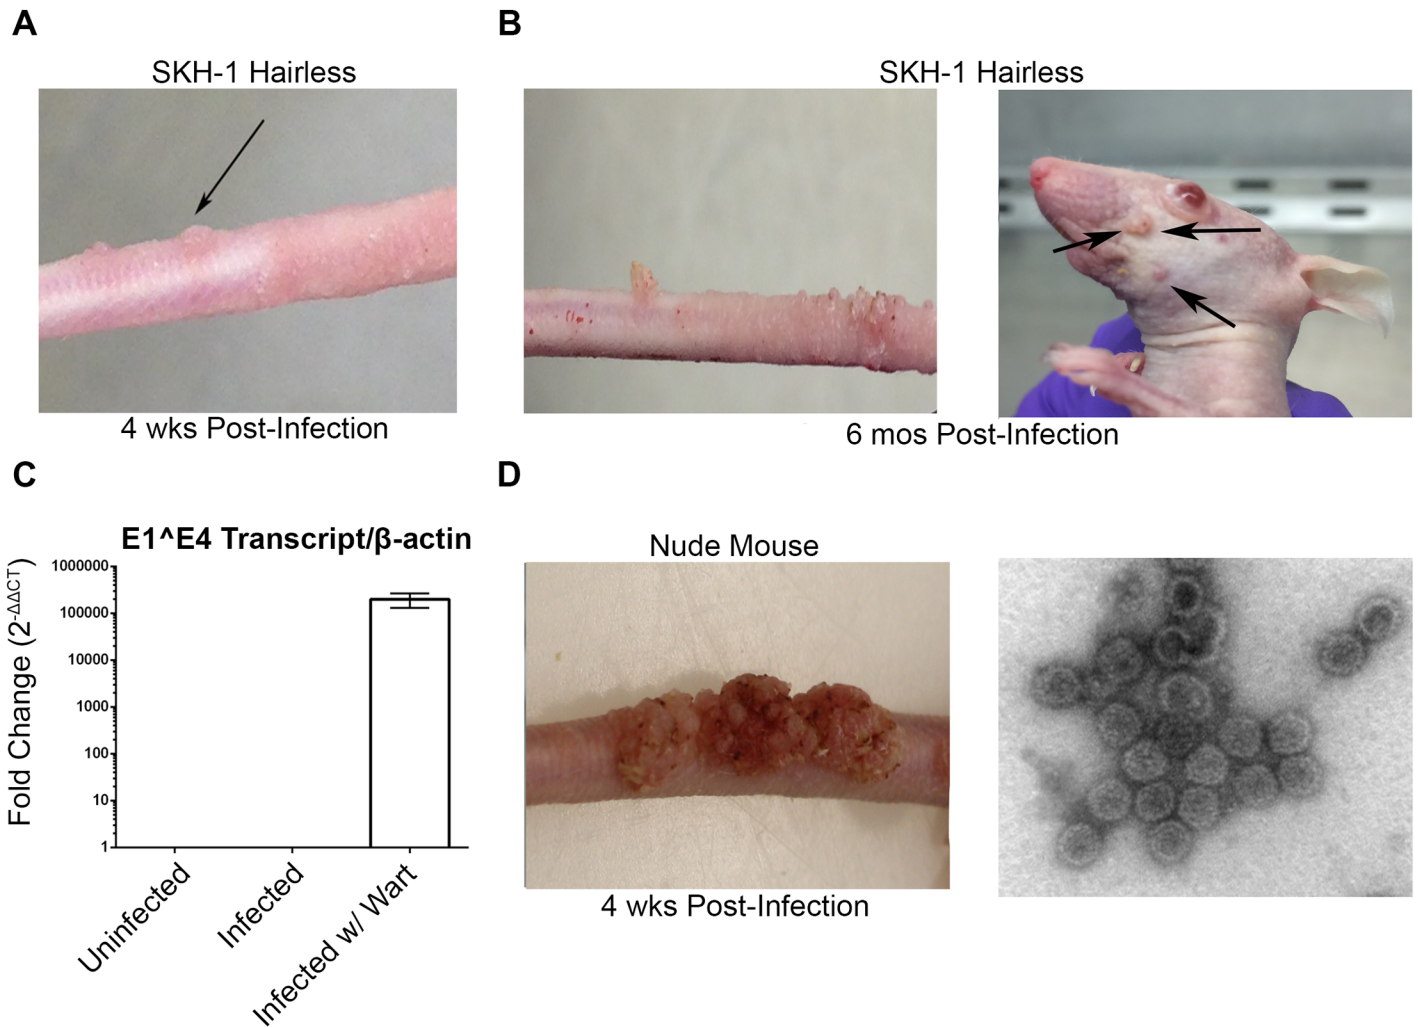 A
SKH-1 Hairless
4 wks Post-Infection
B
SKH-1 Hairless
6 mos Post-Infection
C
E1^E4 Transcript/β-actin
Fold Change (2-ΔΔCT)
1000000
100000
10000
1000
100
10
1
Uninfected
Infected
Infected w/ Wart
D
Nude Mouse
4 wks Post-Infection